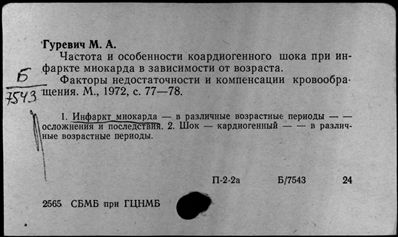 Гуревич М. А.
Частота и особенности коардиогенного шока при ин-
фаркте миокарда в зависимости от возраста.
Б
7543
Факторы недостаточности и компенсации кровообра-
щения. М., 1972, с. 77—78.
1. Инфаркт миокарда — в различные возрастные периоды — —
осложнения и последствия. 2. Шок — кардиогенный — — в различ-
ные возрастные периоды.
П-2-2а Б/7543 24
2565 СБМБ при ГЦНМБ